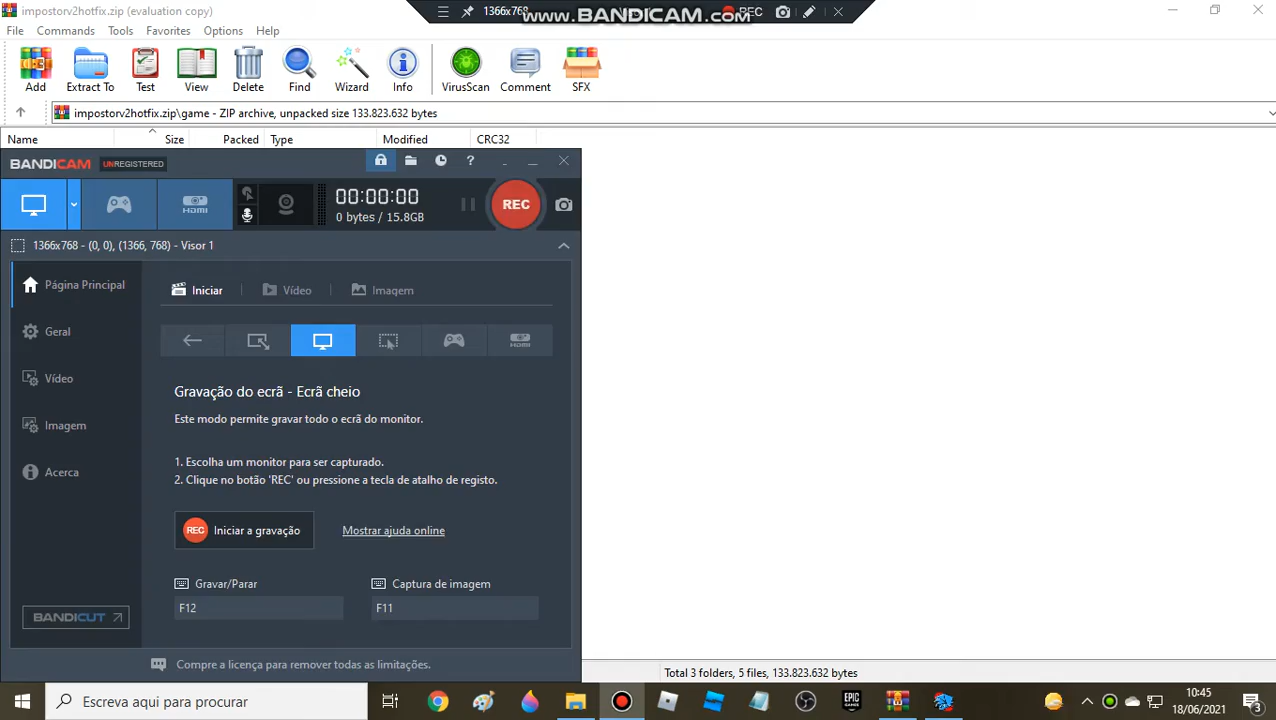 impostorv2hotfix.zip (evaluation copy)
1366x768
www.BANDICAM.com
REC
File Commands Tools Favorites Options Help
Add Extract To Test View Delete Find Wizard Info VirusScan Comment SFX
impostorv2hotfix.zip\game - ZIP archive, unpacked size 133.823.632 bytes
Name Size Packed Type Modified CRC32
BANDICAM UNREGISTERED
HDMI
00:00:00
0 bytes / 15.8GB
REC
1366x768 - (0, 0), (1366, 768) - Visor 1
Página Principal
Geral
Vídeo
Imagem
Acerca
BANDICUT
Iniciar Vídeo Imagem
HDMI
Gravação do ecrã - Ecrã cheio
Este modo permite gravar todo o ecrã do monitor.
1. Escolha um monitor para ser capturado.
2. Clique no botão 'REC' ou pressione a tecla de atalho de registo.
REC Iniciar a gravação Mostrar ajuda online
Gravar/Parar Captura de imagem
F12 F11
Compre a licença para remover todas as limitações.
Total 3 folders, 5 files, 133.823.632 bytes
Escreva aqui para procurar
EPIC GAMES
10:45
18/06/2021
3